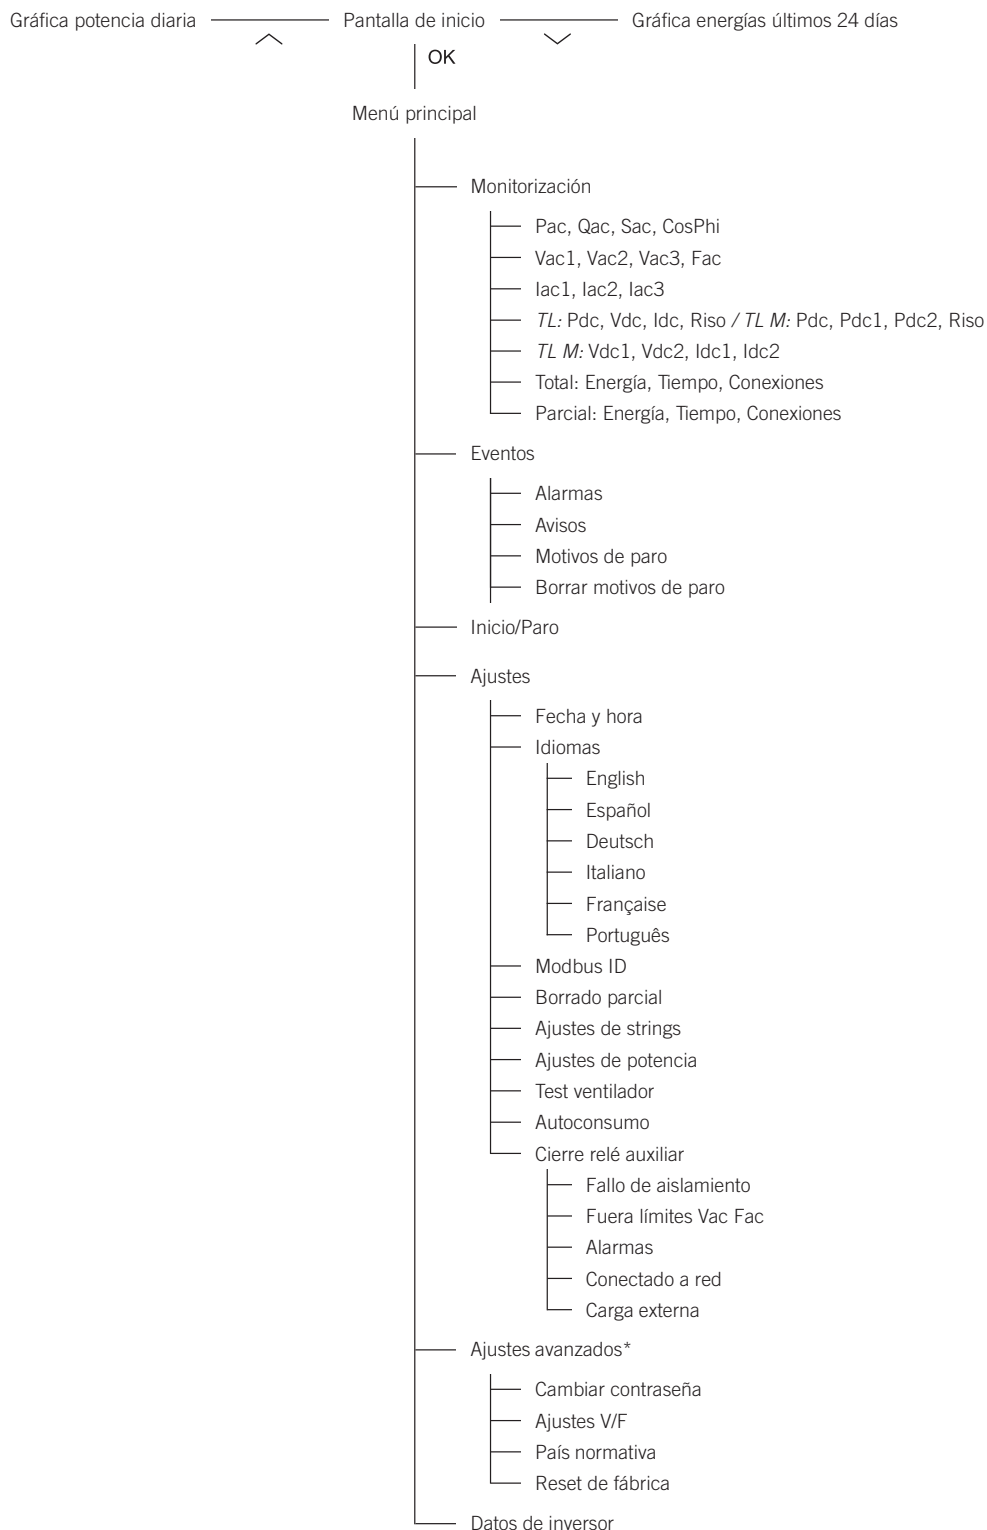 Gráfica potencia diaria Pantalla de inicio Gráfica energías últimos 24 días
OK
Menú principal
Monitorización
Pac, Qac, Sac, CosPhi
Vac1, Vac2, Vac3, Fac
Iac1, Iac2, Iac3
TL: Pdc, Vdc, Idc, Riso / TL M: Pdc, Pdc1, Pdc2, Riso
TL M: Vdc1, Vdc2, Idc1, Idc2
Total: Energía, Tiempo, Conexiones
Parcial: Energía, Tiempo, Conexiones
Eventos
Alarmas
Avisos
Motivos de paro
Borrar motivos de paro
Inicio/Paro
Ajustes
Fecha y hora
Idiomas
English
Español
Deutsch
Italiano
Française
Português
Modbus ID
Borrado parcial
Ajustes de strings
Ajustes de potencia
Test ventilador
Autoconsumo
Cierre relé auxiliar
Fallo de aislamiento
Fuera límites Vac Fac
Alarmas
Conectado a red
Carga externa
Ajustes avanzados*
Cambiar contraseña
Ajustes V/F
País normativa
Reset de fábrica
Datos de inversor